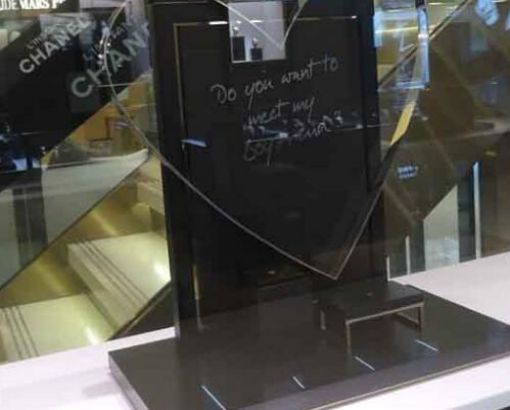 CHANEL
CHANEL
Do you want to
meet my
boyfriend?